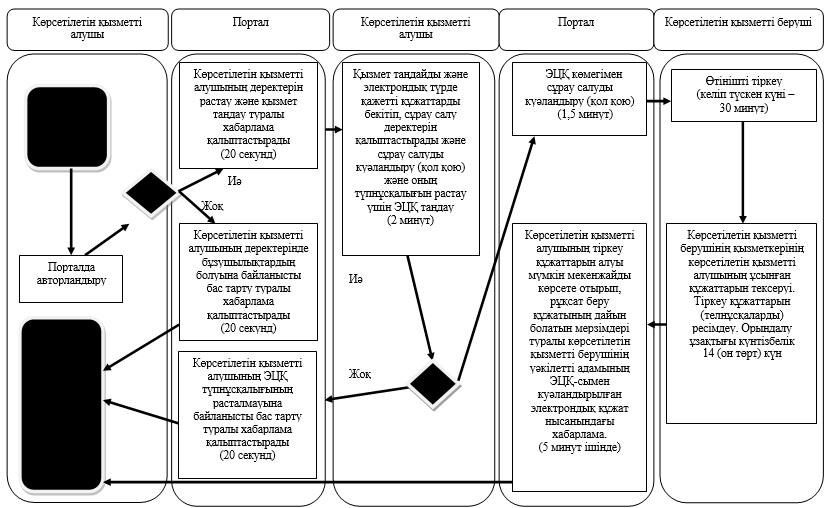 Көрсетілетін қызметті
алушы
Портал
Көрсетілетін қызметті
алушы
Портал
Көрсетілетін қызметті беруші
Порталда
авторландыру
Көрсетілетін қызметті
алушының деректерін
растау және қызмет
таңдау туралы
хабарлама
қалыптастырады
(20 секунд)
Иә
Жоқ
Көрсетілетін қызметті
алушының деректерінде
бұзушылықтардың
болуына байланысты
бас тарту туралы
хабарлама
қалыптастырады
(20 секунд)
Көрсетілетін қызметті
алушының ЭЦҚ
түпнұсқалығының
расталмауына
байланысты бас тарту
туралы хабарлама
қалыптастырады
(20 секунд)
Қызмет таңдайды және
электрондық түрде
қажетті құжаттарды
бекітіп, сұрау салу
деректерін
қалыптастырады және
сұрау салуды
куәландыру (қол қою)
және оның
түпнұсқалығын растау
үшін ЭЦҚ таңдау
(2 минут)
Иә
Жоқ
ЭЦҚ көмегімен
сұрау салуды
куәландыру (қол қою)
(1,5 минут)
Көрсетілетін қызметті
алушының тіркеу
құжаттарын алуы
мүмкін мекенжайды
көрсете отырып,
рұқсат беру
құжатының дайын
болатын мерзімдері
туралы көрсетілетін
қызметті берушінің
уәкілетті адамының
ЭЦҚ-сымен
куәландырылған
электрондық құжат
нысанындағы
хабарлама.
(5 минут ішінде)
Өтінішті тіркеу
(келіп түскен күні –
30 минут)
Көрсетілетін қызметті
берушінің қызметкерінің
көрсетілетін қызметті
алушының ұсынған
құжаттарын тексеруі.
Тіркеу құжаттарын
(телнұсқаларды)
ресімдеу. Орындалу
ұзақтығы күнтізбелік
14 (он төрт) күн